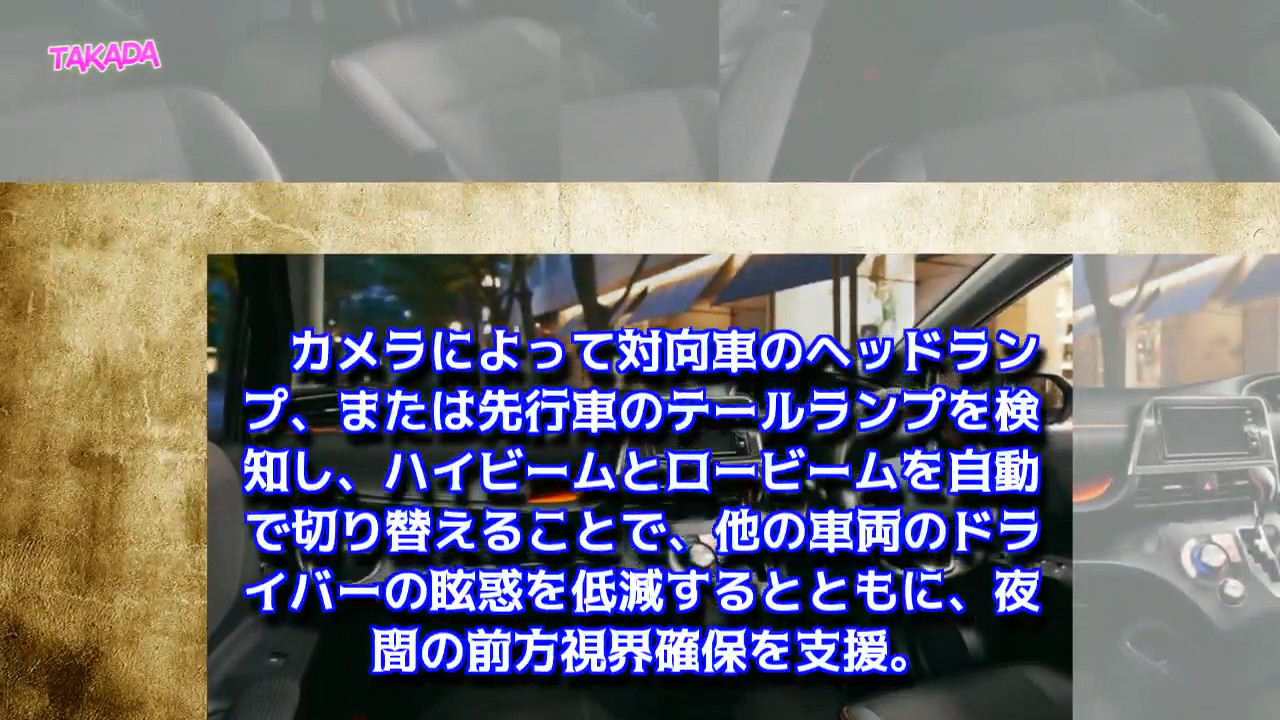 TAKADA
カメラによって対向車のヘッドラン
プ、または先行車のテールランプを検
知し、ハイビームとロービームを自動
で切り替えることで、他の車両のドラ
イバーの眩惑を低減するとともに、夜
間の前方視界確保を支援。